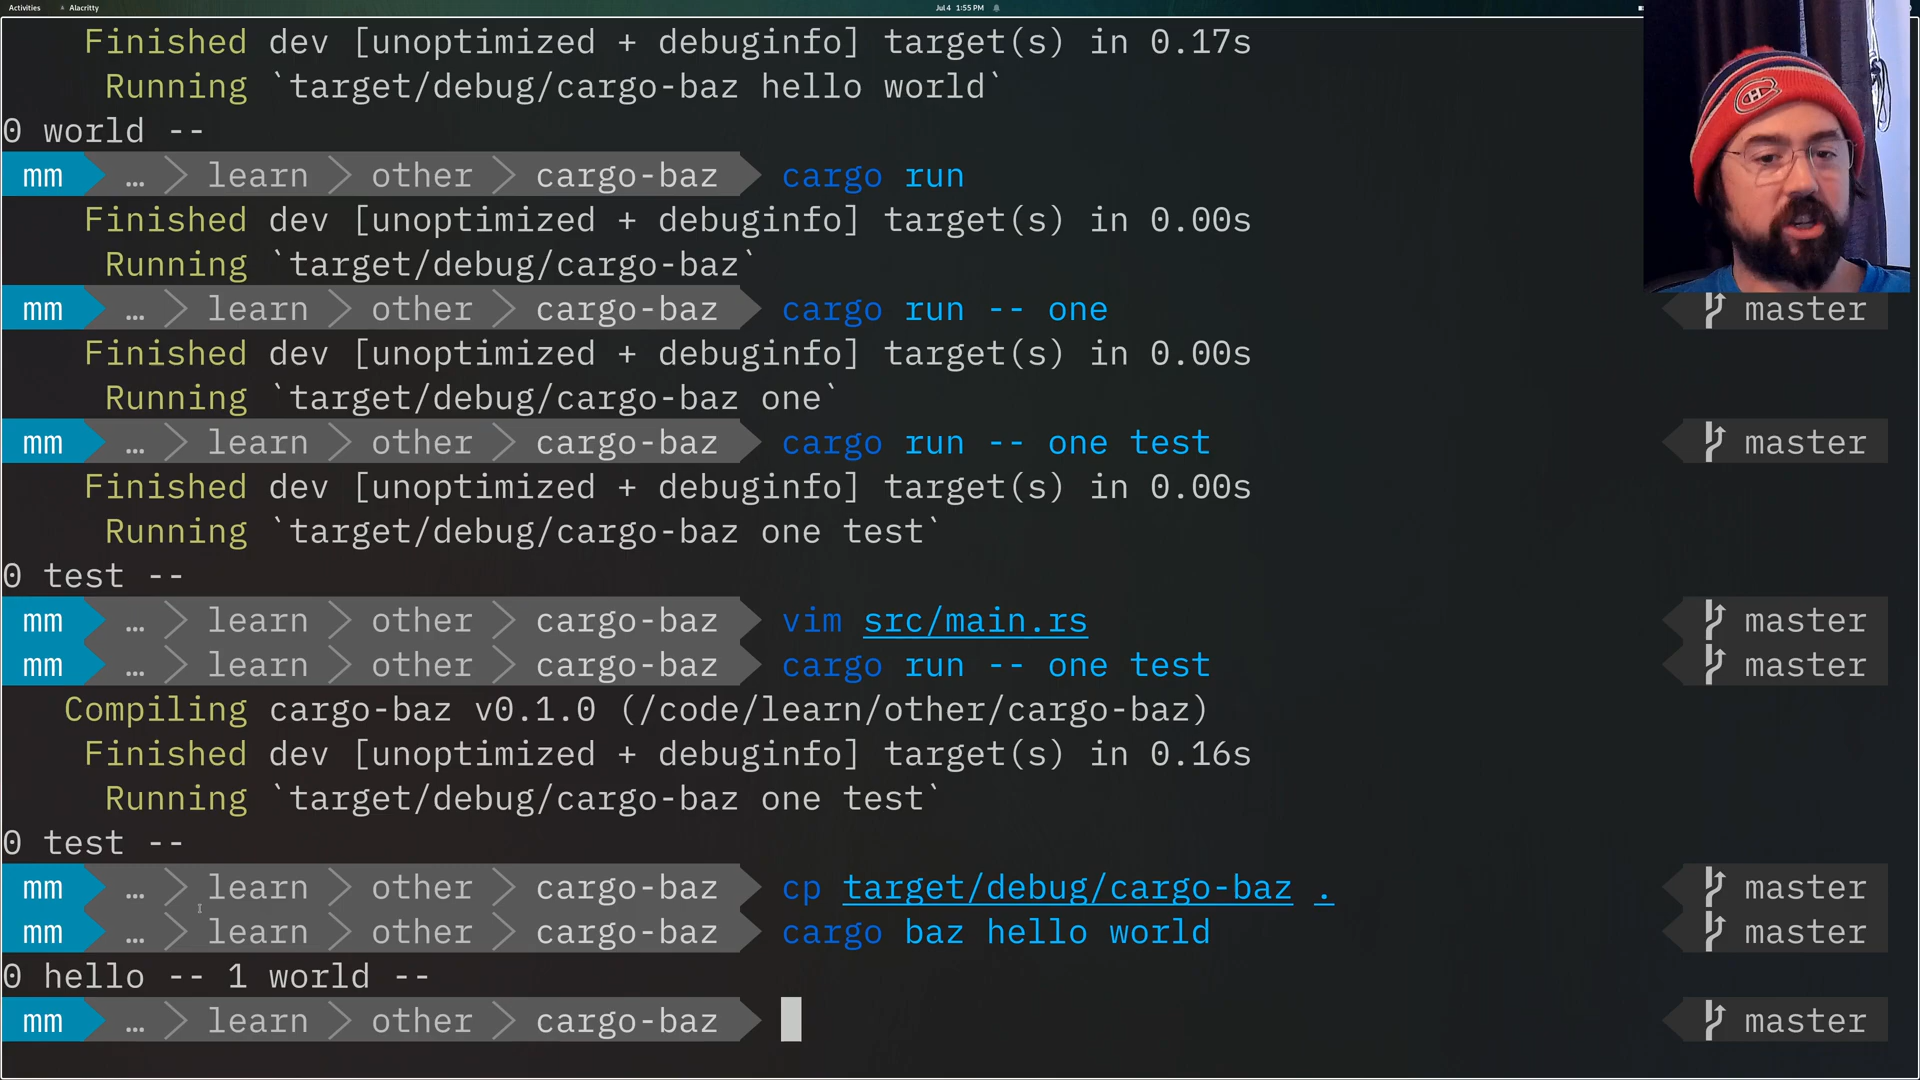 Activities Alacritty Jul 4 1:55 PM
Finished dev [unoptimized + debuginfo] target(s) in 0.17s
Running `target/debug/cargo-baz hello world`
0 world --
mm … learn other cargo-baz cargo run
Finished dev [unoptimized + debuginfo] target(s) in 0.00s
Running `target/debug/cargo-baz`
mm … learn other cargo-baz cargo run -- one master
Finished dev [unoptimized + debuginfo] target(s) in 0.00s
Running `target/debug/cargo-baz one`
mm … learn other cargo-baz cargo run -- one test master
Finished dev [unoptimized + debuginfo] target(s) in 0.00s
Running `target/debug/cargo-baz one test`
0 test --
mm … learn other cargo-baz vim src/main.rs master
mm … learn other cargo-baz cargo run -- one test master
Compiling cargo-baz v0.1.0 (/code/learn/other/cargo-baz)
Finished dev [unoptimized + debuginfo] target(s) in 0.16s
Running `target/debug/cargo-baz one test`
0 test --
mm … learn other cargo-baz cp target/debug/cargo-baz . master
mm … learn other cargo-baz cargo baz hello world master
0 hello -- 1 world --
mm … learn other cargo-baz master